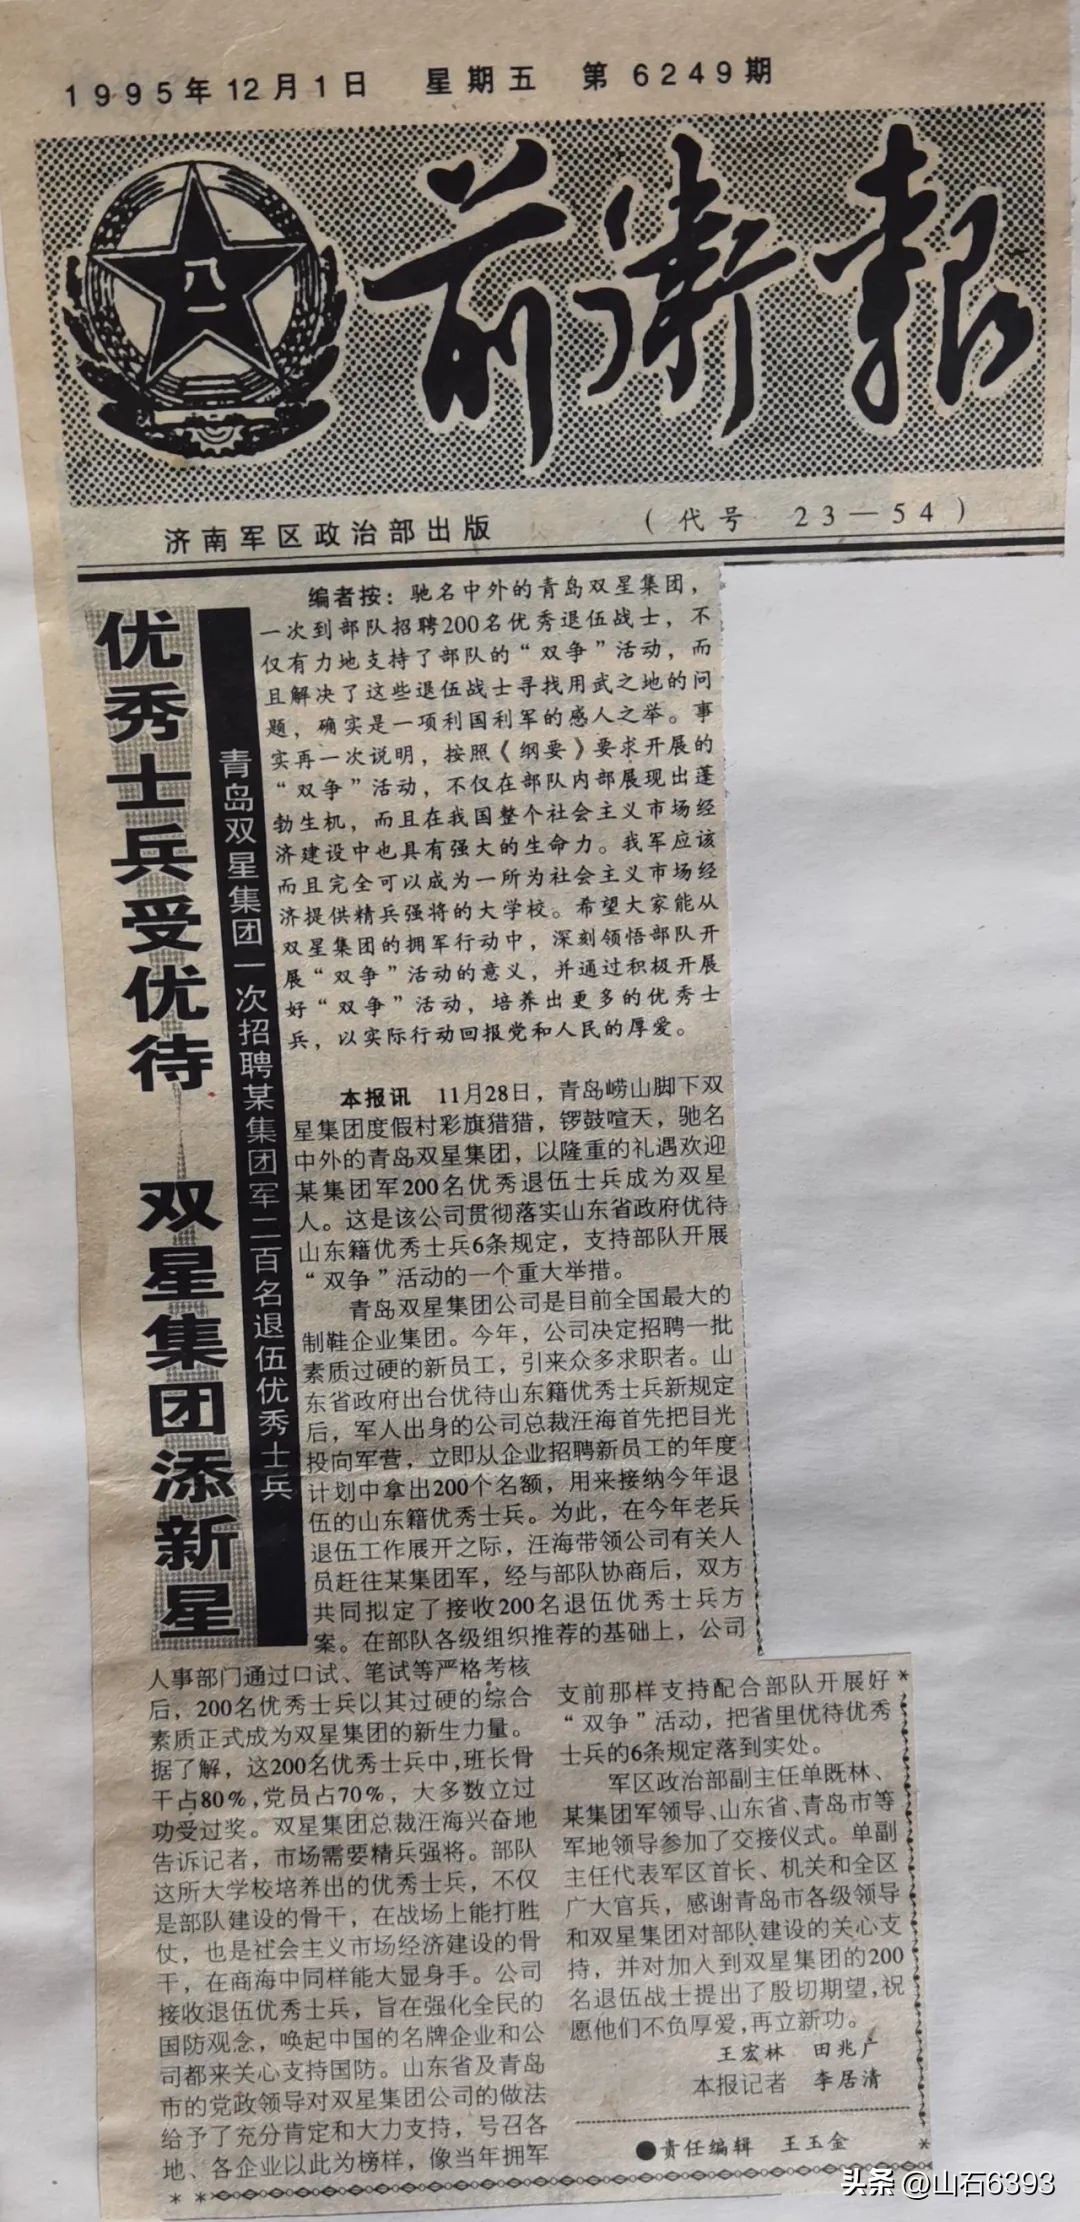 1995年12月1日 星期五 第6249期
八一
前衛報
济南军区政治部出版 (代号 23—54)
优秀士兵受优待 双星集团添新星
青岛双星集团一次招聘某集团军二百名退伍优秀士兵
编者按：驰名中外的青岛双星集团，
一次到部队招聘200名优秀退伍战士，不
仅有力地支持了部队的“双争”活动，而
且解决了这些退伍战士寻找用武之地的问
题，确实是一项利国利军的感人之举。事
实再一次说明，按照《纲要》要求开展的
“双争”活动，不仅在部队内部展现出蓬
勃生机，而且在我国整个社会主义市场经
济建设中也具有强大的生命力。我军应该
而且完全可以成为一所为社会主义市场经
济提供精兵强将的大学校。希望大家能从
双星集团的拥军行动中，深刻领悟部队开
展“双争”活动的意义，并通过积极开展
好“双争”活动，培养出更多的优秀士
兵，以实际行动回报党和人民的厚爱。
本报讯 11月28日，青岛崂山脚下双
星集团度假村彩旗猎猎，锣鼓喧天，驰名
中外的青岛双星集团，以隆重的礼遇欢迎
某集团军200名优秀退伍士兵成为双星
人。这是该公司贯彻落实山东省政府优待
山东籍优秀士兵6条规定，支持部队开展
“双争”活动的一个重大举措。
青岛双星集团公司是目前全国最大的
制鞋企业集团。今年，公司决定招聘一批
素质过硬的新员工，引来众多求职者。山
东省政府出台优待山东籍优秀士兵新规定
后，军人出身的公司总裁汪海首先把目光
投向军营，立即从企业招聘新员工的年度
计划中拿出200个名额，用来接纳今年退
伍的山东籍优秀士兵。为此，在今年老兵
退伍工作展开之际，汪海带领公司有关人
员赶往某集团军，经与部队协商后，双方
共同拟定了接收200名退伍优秀士兵方
案。在部队各级组织推荐的基础上，公司
人事部门通过口试、笔试等严格考核
后，200名优秀士兵以其过硬的综合
素质正式成为双星集团的新生力量。
据了解，这200名优秀士兵中，班长骨
干占80%，党员占70%，大多数立过
功受过奖。双星集团总裁汪海兴奋地
告诉记者，市场需要精兵强将。部队
这所大学校培养出的优秀士兵，不仅
是部队建设的骨干，在战场上能打胜
仗，也是社会主义市场经济建设的骨
干，在商海中同样能大显身手。公司
接收退伍优秀士兵，旨在强化全民的
国防观念，唤起中国的名牌企业和公
司都来关心支持国防。山东省及青岛
市的党政领导对双星集团公司的做法
给予了充分肯定和大力支持，号召各
地、各企业以此为榜样，像当年拥军
支前那样支持配合部队开展好
“双争”活动，把省里优待优秀
士兵的6条规定落到实处。
军区政治部副主任单既林、
某集团军领导、山东省、青岛市等
军地领导参加了交接仪式。单副
主任代表军区首长、机关和全区
广大官兵，感谢青岛市各级领导
和双星集团对部队建设的关心支
持，并对加入到双星集团的200
名退伍战士提出了殷切期望，祝
愿他们不负厚爱，再立新功。
王宏林 田兆广
本报记者 李居清
●责任编辑 王玉金
头条 @山石6393